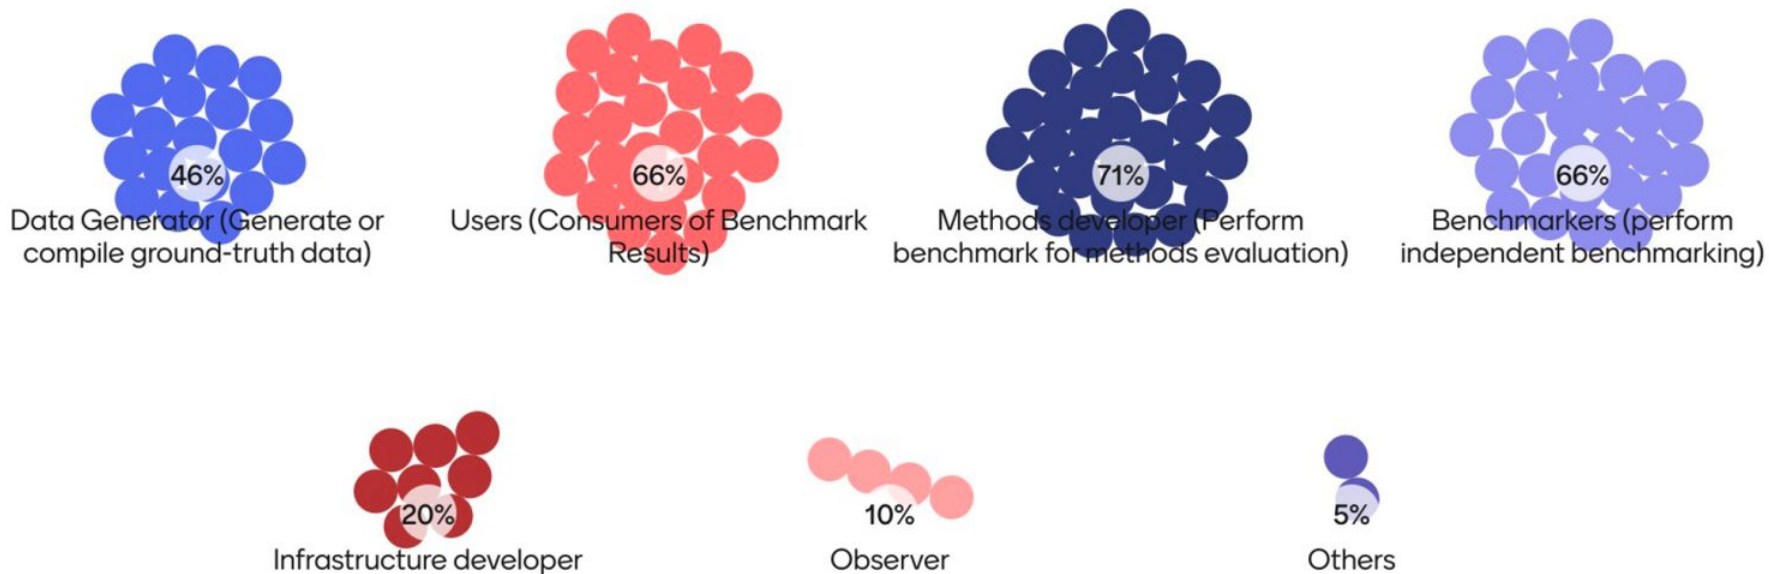 46%
66%
71%
66%
Data Generator (Generate or
compile ground-truth data)
Users (Consumers of Benchmark
Results)
Methods developer (Perform
benchmark for methods evaluation)
Benchmarkers (perform
independent benchmarking)
20%
10%
5%
Infrastructure developer
Observer
Others